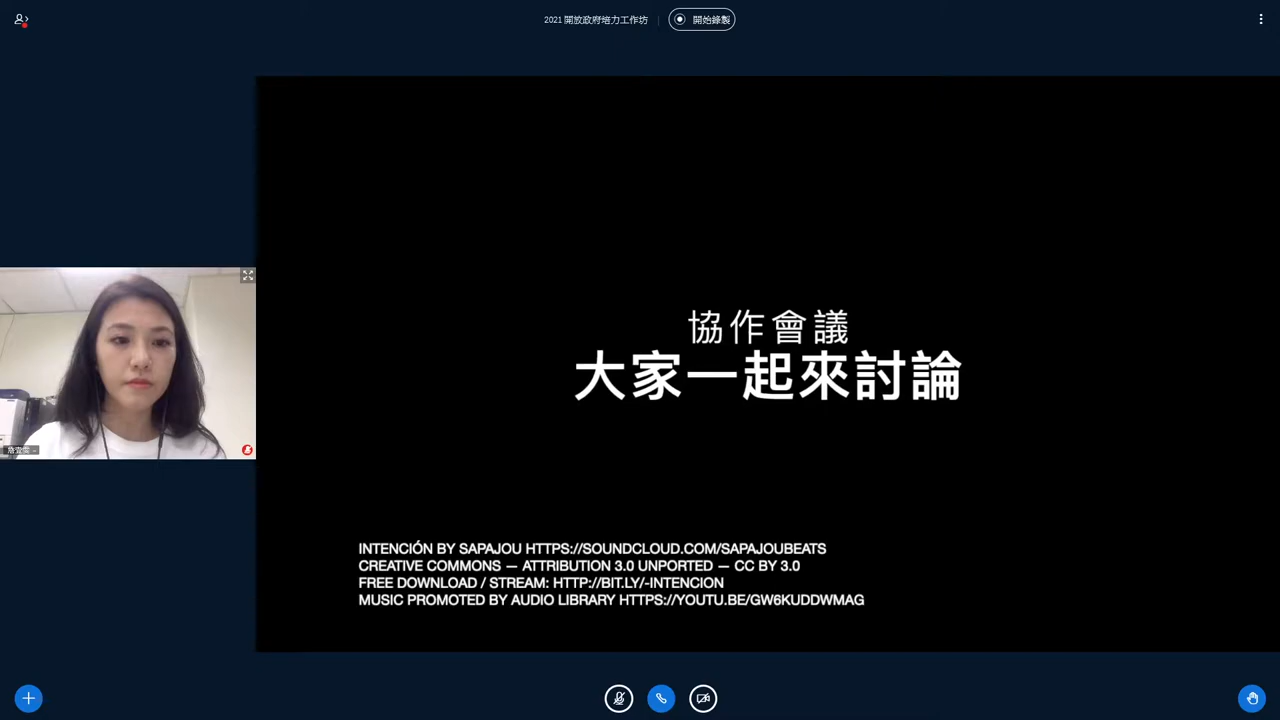 2021 開放政府培力工作坊
開始錄製
協作會議
大家一起來討論
INTENCIÓN BY SAPAJOU HTTPS://SOUNDCLOUD.COM/SAPAJOUBEATS
CREATIVE COMMONS — ATTRIBUTION 3.0 UNPORTED — CC BY 3.0
FREE DOWNLOAD / STREAM: HTTP://BIT.LY/-INTENCION
MUSIC PROMOTED BY AUDIO LIBRARY HTTPS://YOUTU.BE/GW6KUDDWMAG